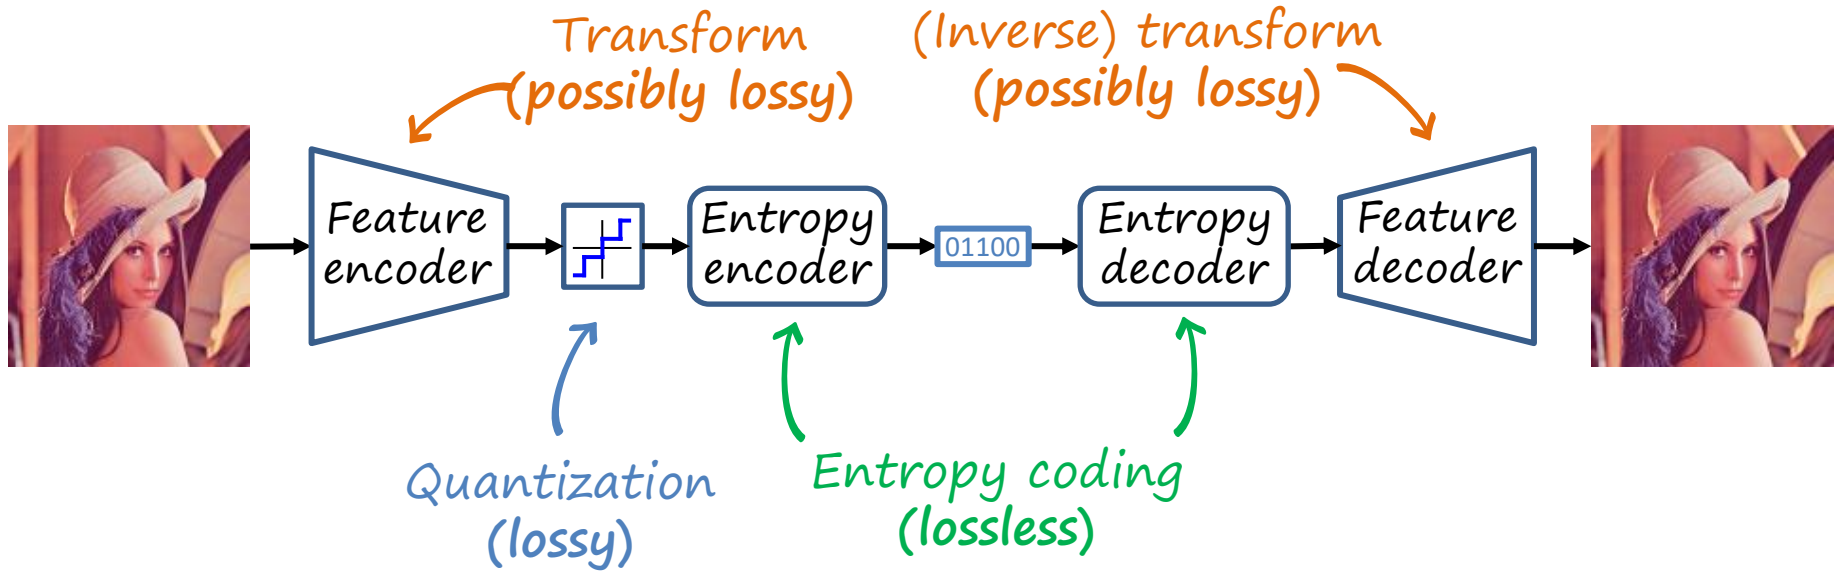 Transform
(possibly lossy)
(Inverse) transform
(possibly lossy)
Feature
encoder
Entropy
encoder
01100
Entropy
decoder
Feature
decoder
Quantization
(lossy)
Entropy coding
(lossless)